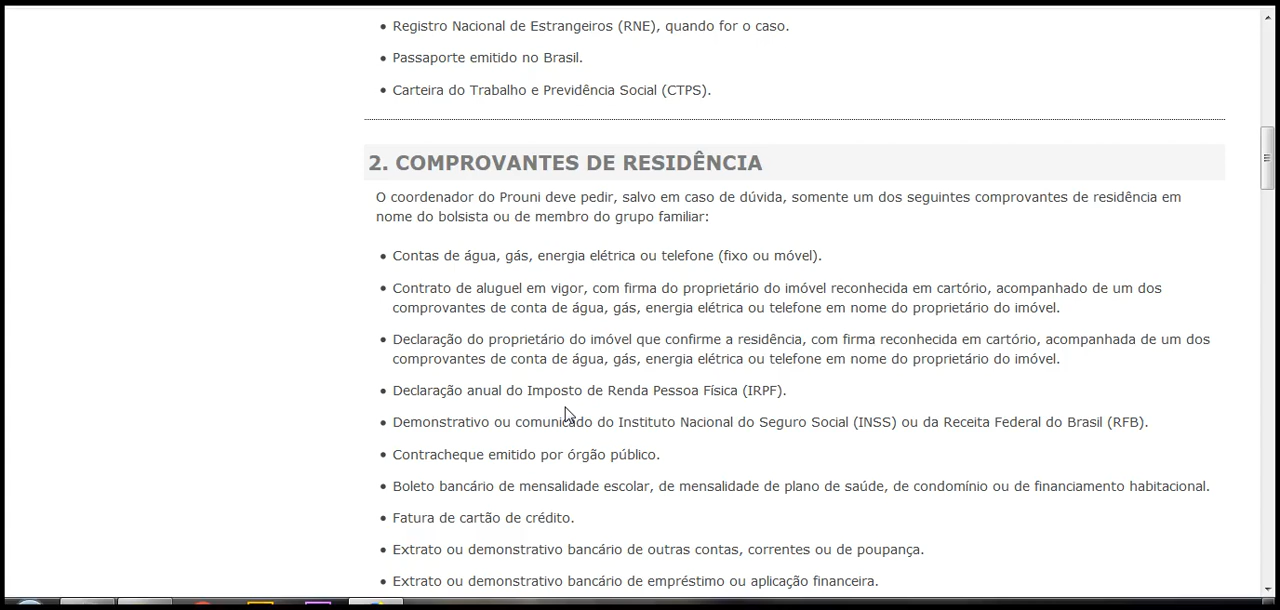 • Registro Nacional de Estrangeiros (RNE), quando for o caso.
• Passaporte emitido no Brasil.
• Carteira do Trabalho e Previdência Social (CTPS).
2. COMPROVANTES DE RESIDÊNCIA
O coordenador do Prouni deve pedir, salvo em caso de dúvida, somente um dos seguintes comprovantes de residência em
nome do bolsista ou de membro do grupo familiar:
• Contas de água, gás, energia elétrica ou telefone (fixo ou móvel).
• Contrato de aluguel em vigor, com firma do proprietário do imóvel reconhecida em cartório, acompanhado de um dos
comprovantes de conta de água, gás, energia elétrica ou telefone em nome do proprietário do imóvel.
• Declaração do proprietário do imóvel que confirme a residência, com firma reconhecida em cartório, acompanhada de um dos
comprovantes de conta de água, gás, energia elétrica ou telefone em nome do proprietário do imóvel.
• Declaração anual do Imposto de Renda Pessoa Física (IRPF).
• Demonstrativo ou comunicado do Instituto Nacional do Seguro Social (INSS) ou da Receita Federal do Brasil (RFB).
• Contracheque emitido por órgão público.
• Boleto bancário de mensalidade escolar, de mensalidade de plano de saúde, de condomínio ou de financiamento habitacional.
• Fatura de cartão de crédito.
• Extrato ou demonstrativo bancário de outras contas, correntes ou de poupança.
• Extrato ou demonstrativo bancário de empréstimo ou aplicação financeira.